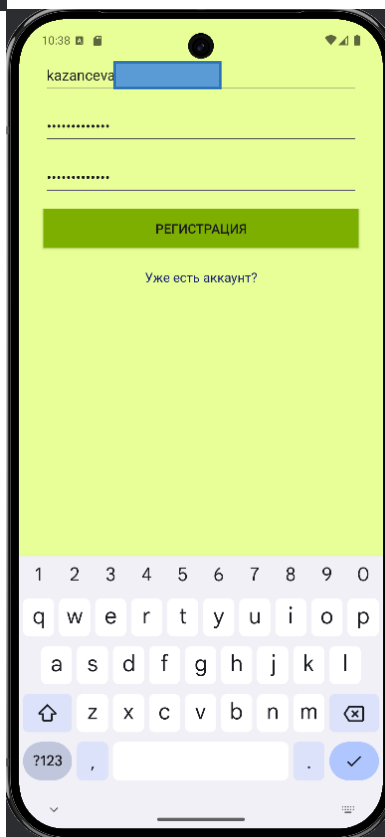 10:38
kazanceva
•••••••••••••
•••••••••••••
РЕГИСТРАЦИЯ
Уже есть аккаунт?
1 2 3 4 5 6 7 8 9 0
q w e r t y u i o p
a s d f g h j k l
z x c v b n m
?123 , .